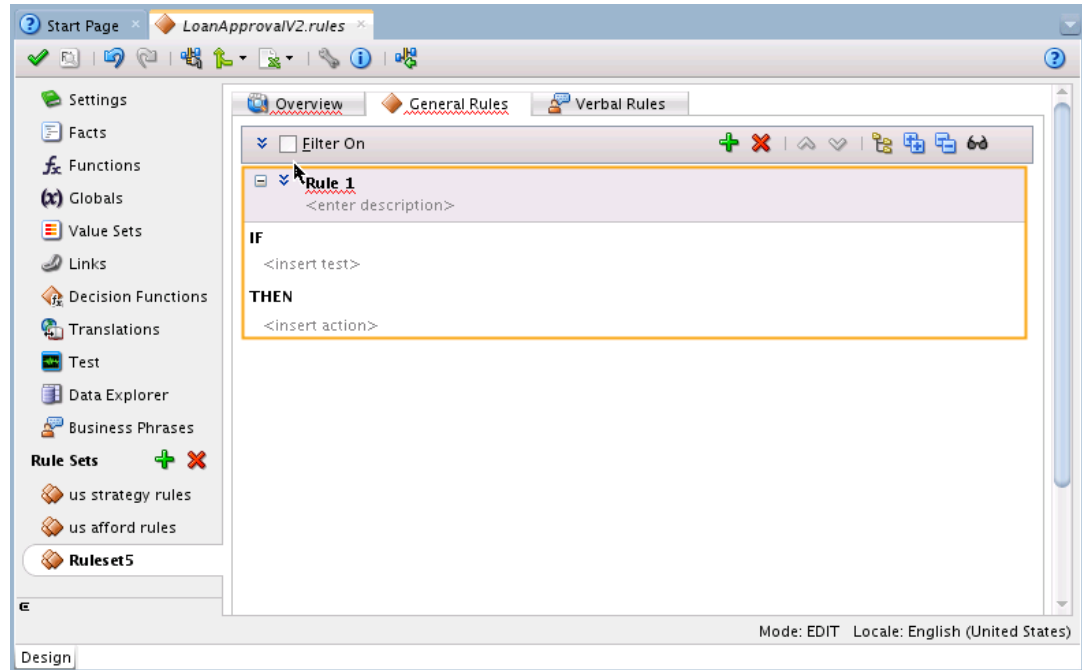 Start Page
LoanApprovalV2.rules
Settings
Facts
Functions
Globals
Value Sets
Links
Decision Functions
Translations
Test
Data Explorer
Business Phrases
Rule Sets
us strategy rules
us afford rules
Ruleset5
Overview
General Rules
Verbal Rules
Filter On
Rule 1
<enter description>
IF
<insert test>
THEN
<insert action>
Mode: EDIT Locale: English (United States)
Design